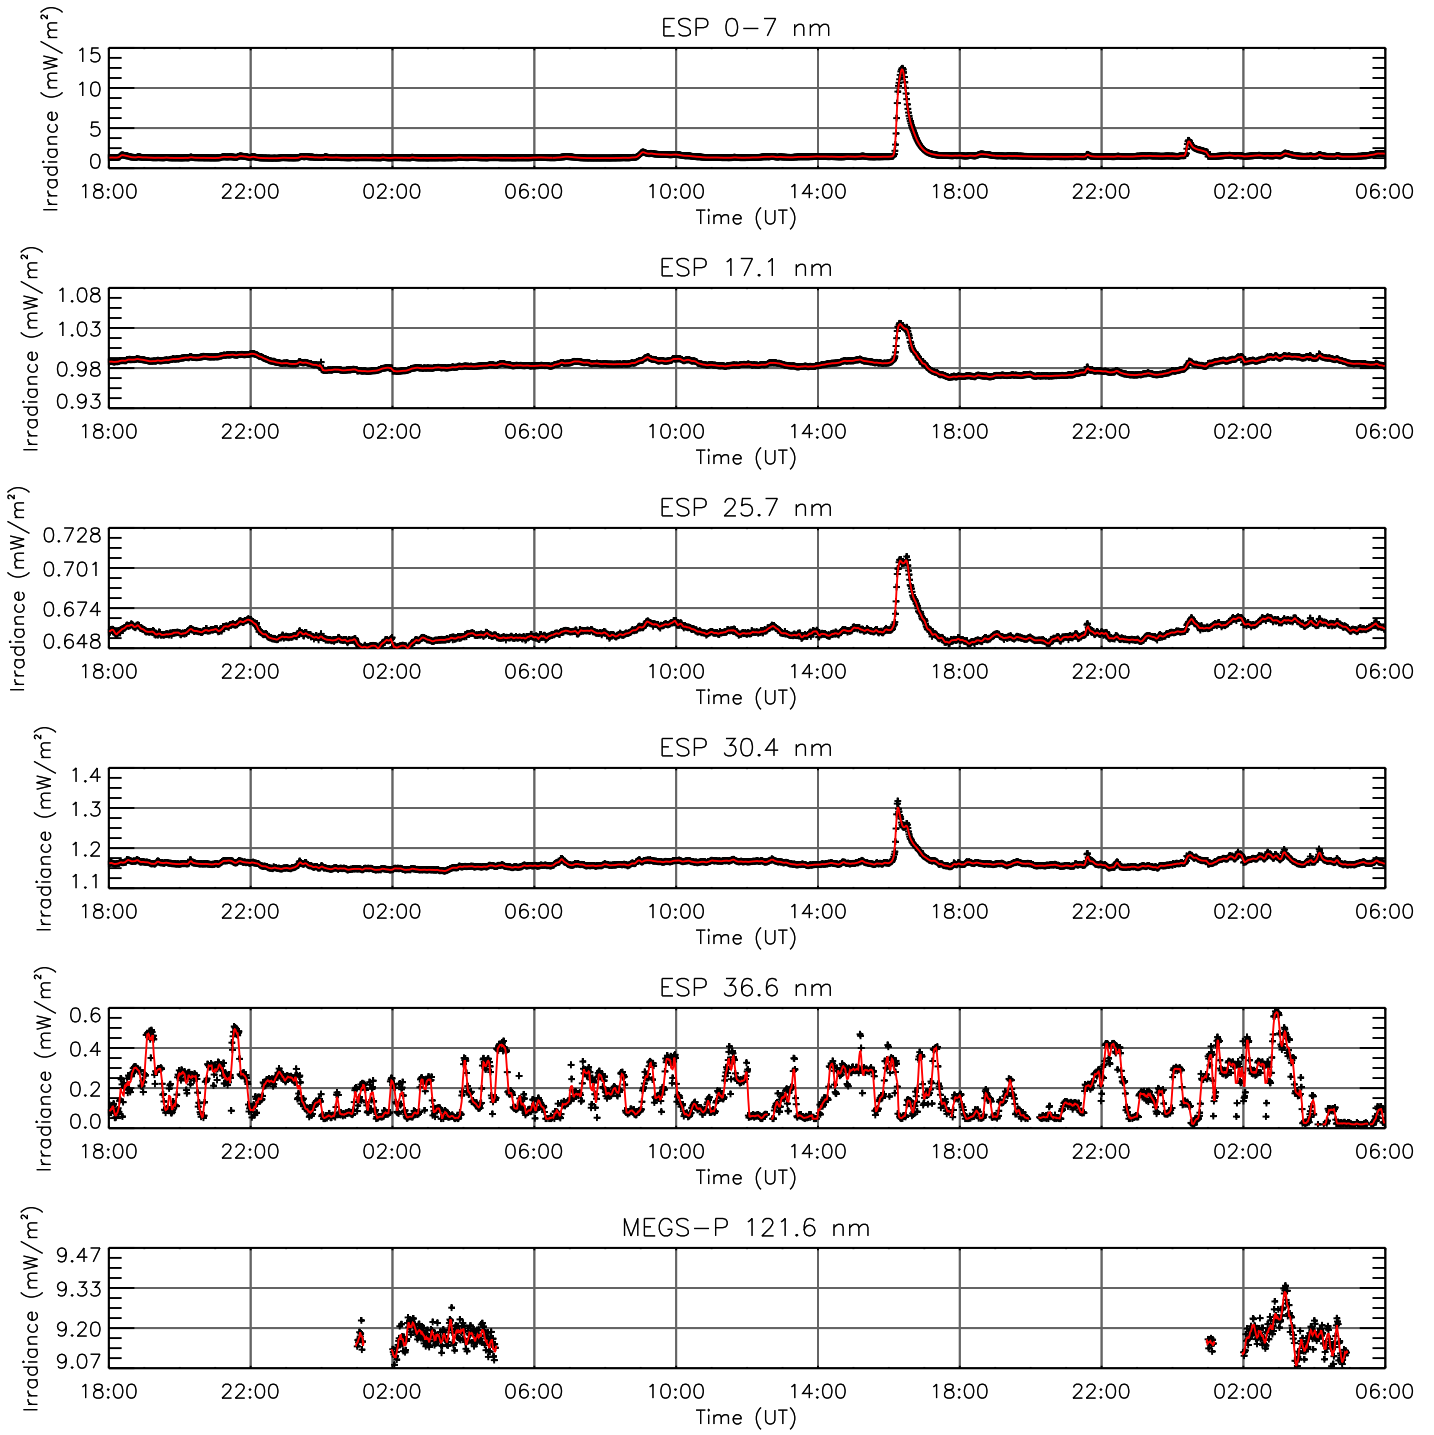 ESP 0−7 nm
Irradiance (mW/m²)
15
10
5
0
18:00 22:00 02:00 06:00 10:00 14:00 18:00 22:00 02:00 06:00
Time (UT)
ESP 17.1 nm
Irradiance (mW/m²)
1.08
1.03
0.98
0.93
18:00 22:00 02:00 06:00 10:00 14:00 18:00 22:00 02:00 06:00
Time (UT)
ESP 25.7 nm
Irradiance (mW/m²)
0.728
0.701
0.674
0.648
18:00 22:00 02:00 06:00 10:00 14:00 18:00 22:00 02:00 06:00
Time (UT)
ESP 30.4 nm
Irradiance (mW/m²)
1.4
1.3
1.2
1.1
18:00 22:00 02:00 06:00 10:00 14:00 18:00 22:00 02:00 06:00
Time (UT)
ESP 36.6 nm
Irradiance (mW/m²)
0.6
0.4
0.2
0.0
18:00 22:00 02:00 06:00 10:00 14:00 18:00 22:00 02:00 06:00
Time (UT)
MEGS−P 121.6 nm
Irradiance (mW/m²)
9.47
9.33
9.20
9.07
18:00 22:00 02:00 06:00 10:00 14:00 18:00 22:00 02:00 06:00
Time (UT)